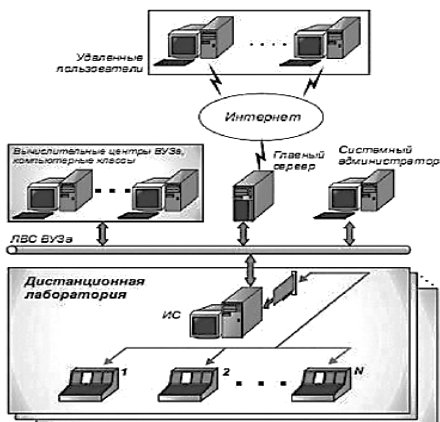 Удаленные
пользователи
Интернет
Вычислительные центры ВУЗа,
компьютерные классы
Главный
сервер
Системный
администратор
ЛВС ВУЗа
Дистанционная
лаборатория
ИС
1
2
N